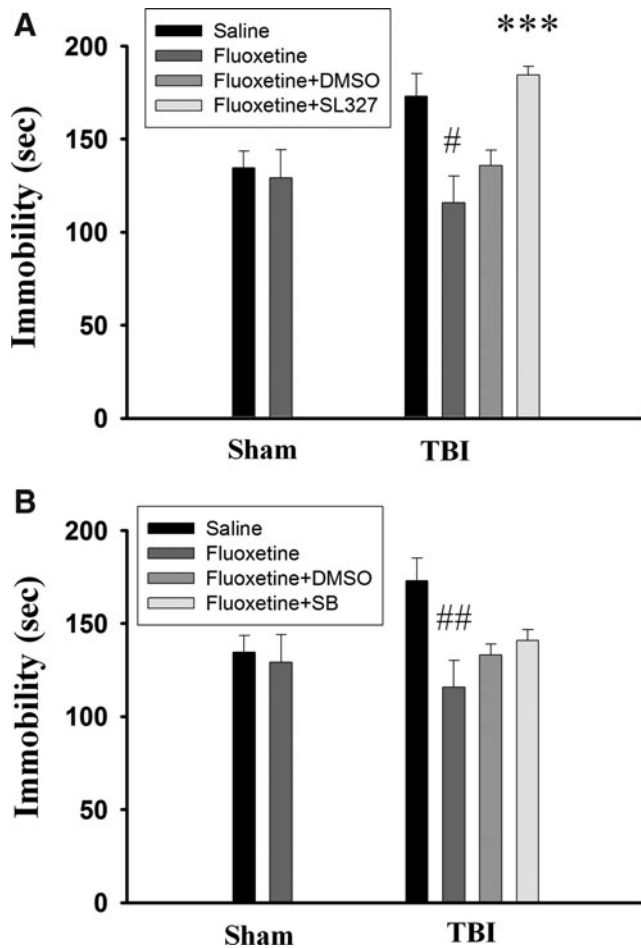 A
Saline
Fluoxetine
Fluoxetine+DMSO
Fluoxetine+SL327
***
#
200
150
100
50
0
Immobility (sec)
Sham TBI
B
Saline
Fluoxetine
Fluoxetine+DMSO
Fluoxetine+SB
##
200
150
100
50
0
Immobility (sec)
Sham TBI